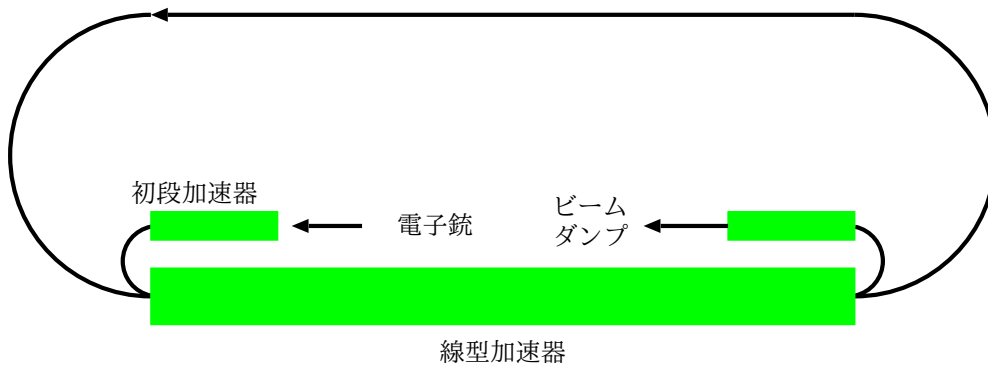 初段加速器
電子銃
ビーム
ダンプ
線型加速器